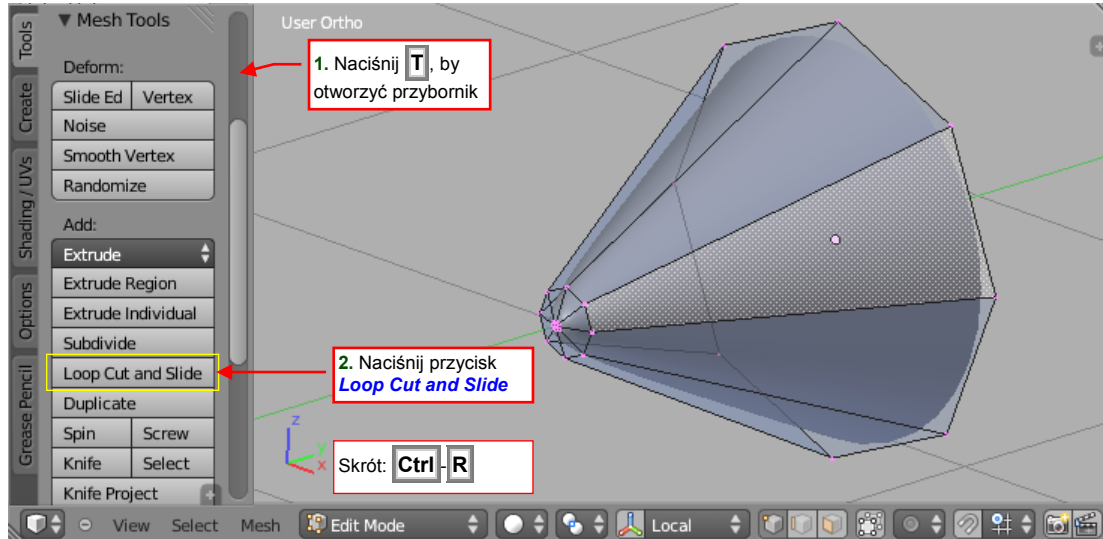 Mesh Tools
User Ortho
Tools
Create
Shading / UVs
Options
Grease Pencil
Deform:
Slide Ed
Vertex
Noise
Smooth Vertex
Randomize
Add:
Extrude
Extrude Region
Extrude Individual
Subdivide
Loop Cut and Slide
Duplicate
Spin
Screw
Knife
Select
Knife Project
1. Naciśnij T, by
otworzyć przybornik
2. Naciśnij przycisk
Loop Cut and Slide
z
y
x
Skrót: Ctrl-R
View
Select
Mesh
Edit Mode
Local